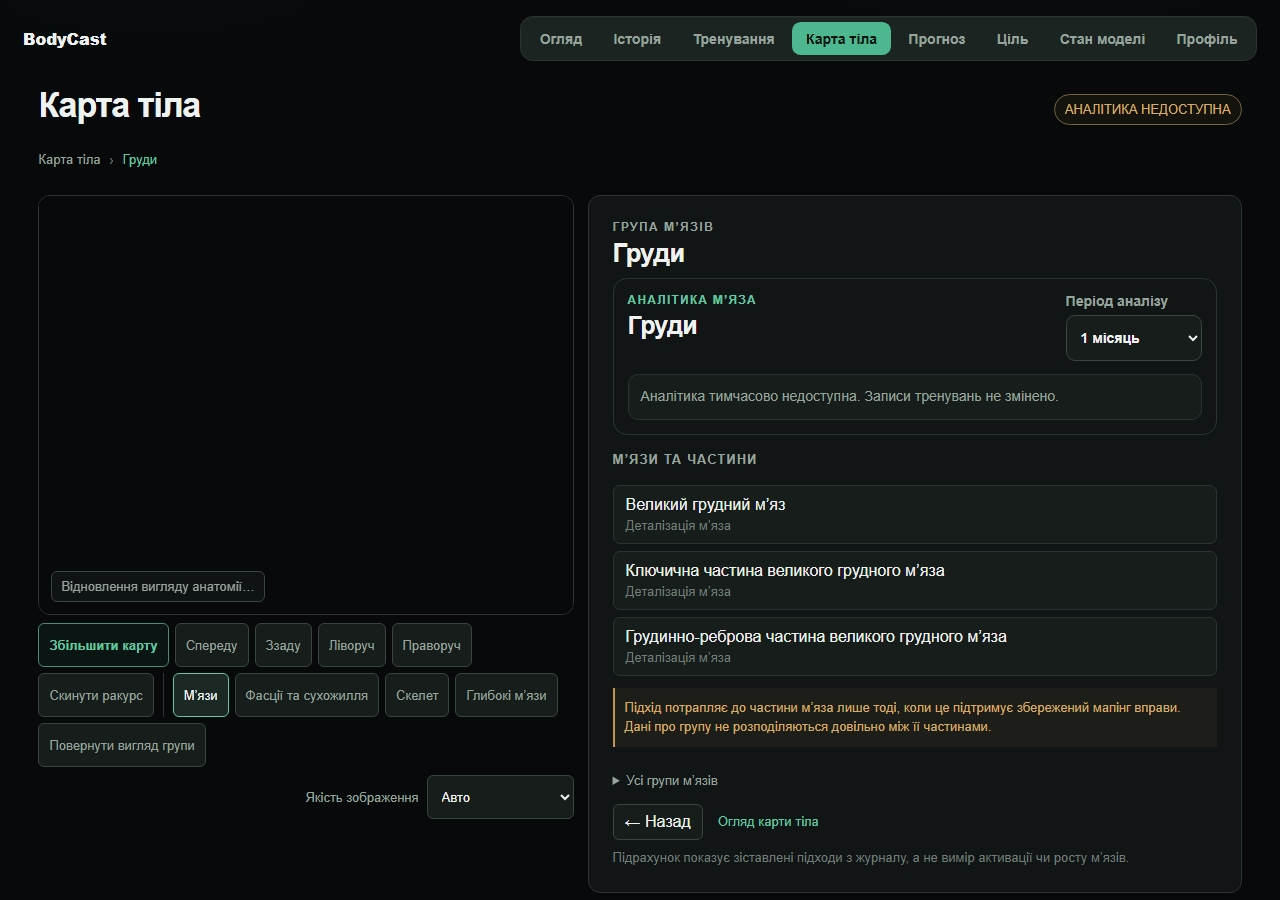 BodyCast
Огляд
Історія
Тренування
Карта тіла
Прогноз
Ціль
Стан моделі
Профіль
Карта тіла
АНАЛІТИКА НЕДОСТУПНА
Карта тіла › Груди
Відновлення вигляду анатомії…
Збільшити карту
Спереду
Ззаду
Ліворуч
Праворуч
Скинути ракурс
М’язи
Фасції та сухожилля
Скелет
Глибокі м’язи
Повернути вигляд групи
Якість зображення
Авто
ГРУПА М’ЯЗІВ
Груди
АНАЛІТИКА М’ЯЗА
Груди
Період аналізу
1 місяць
Аналітика тимчасово недоступна. Записи тренувань не змінено.
М’ЯЗИ ТА ЧАСТИНИ
Великий грудний м’яз
Деталізація м’яза
Ключична частина великого грудного м’яза
Деталізація м’яза
Грудинно-реброва частина великого грудного м’яза
Деталізація м’яза
Підхід потрапляє до частини м’яза лише тоді, коли це підтримує збережений мапінг вправи.
Дані про групу не розподіляються довільно між її частинами.
Усі групи м’язів
← Назад
Огляд карти тіла
Підрахунок показує зіставлені підходи з журналу, а не вимір активації чи росту м’язів.